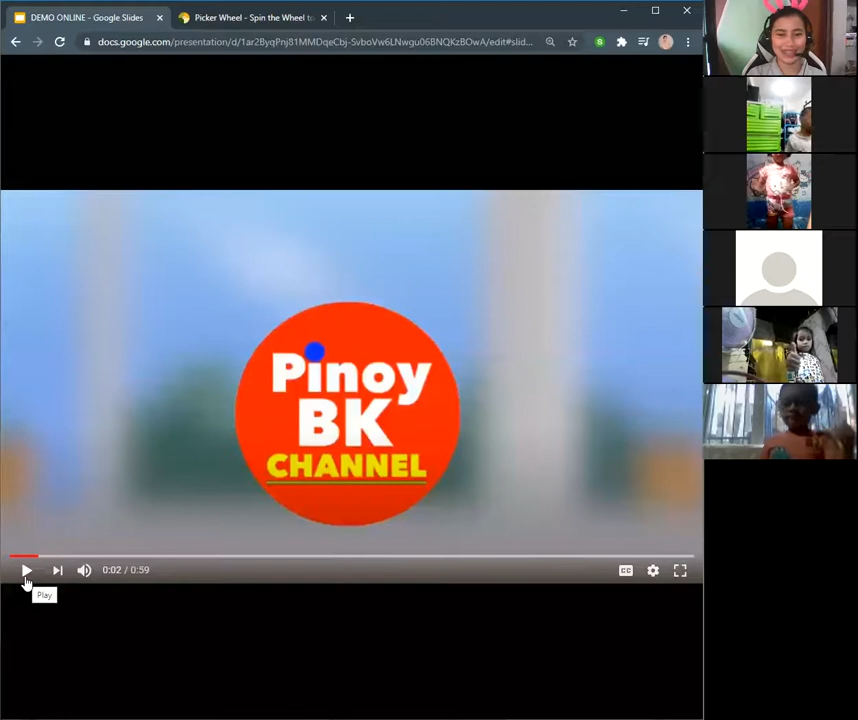 DEMO ONLINE - Google Slides
Picker Wheel - Spin the Wheel to
docs.google.com/presentation/d/1ar2ByqPnj81MMDqeCbj-SvboVw6LNwgu06BNQKzBOwA/edit#slid...
Pinoy
BK
CHANNEL
0:02 / 0:59
CC
Play